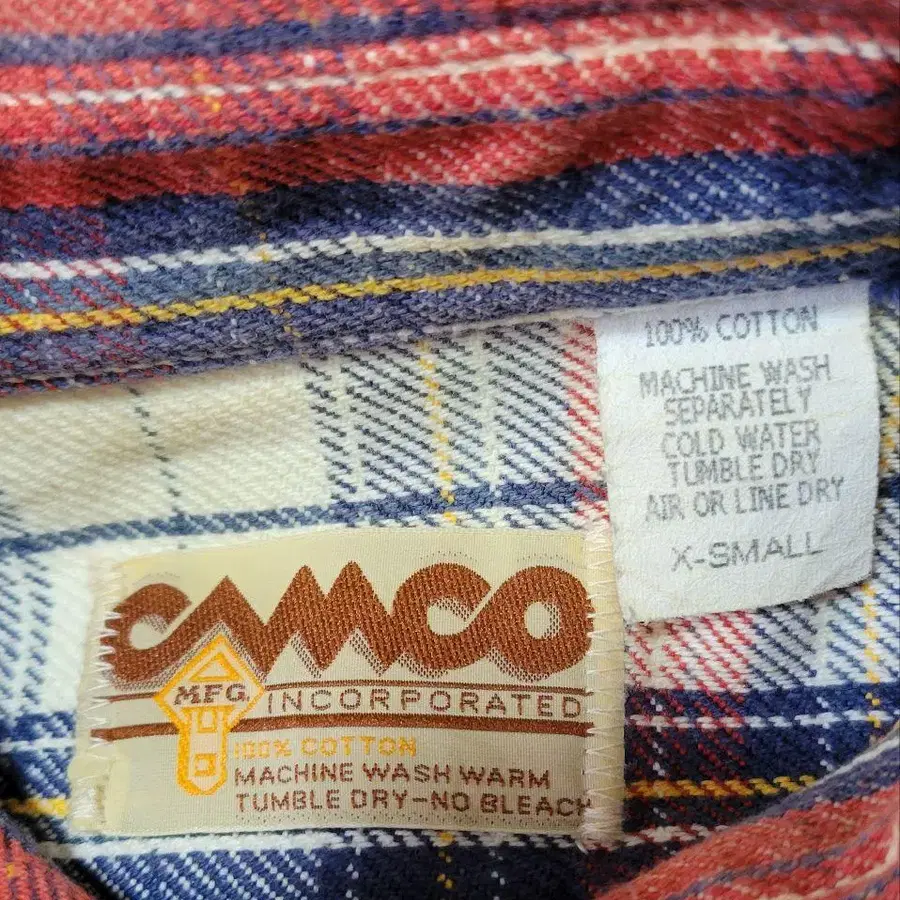 100% COTTON
MACHINE WASH
SEPARATELY
COLD WATER
TUMBLE DRY
AIR OR LINE DRY
X-SMALL
CAMCO
MFG. INCORPORATED
100% COTTON
MACHINE WASH WARM
TUMBLE DRY-NO BLEACH